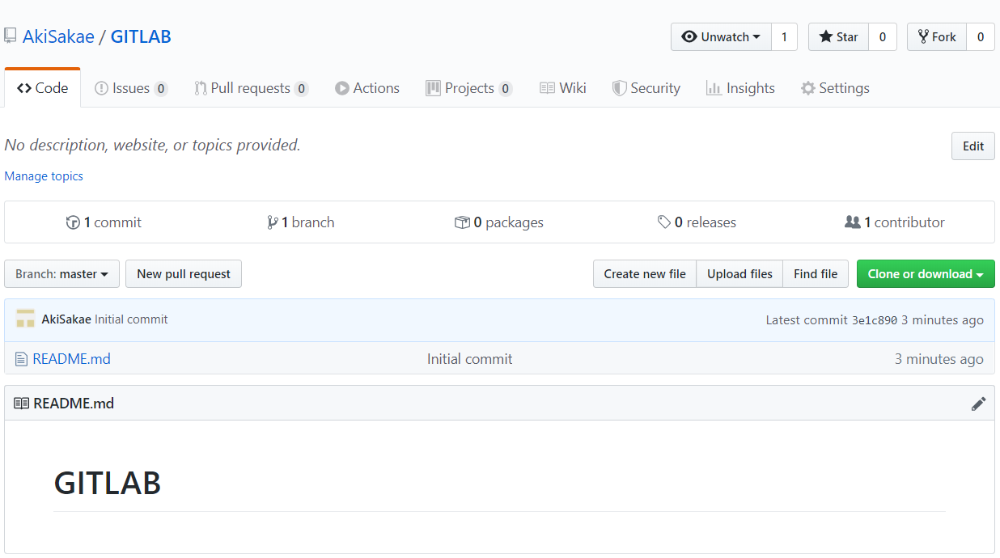 AkiSakae / GITLAB Unwatch 1 Star 0 Fork 0
Code Issues 0 Pull requests 0 Actions Projects 0 Wiki Security Insights Settings
No description, website, or topics provided. Edit
Manage topics
1 commit 1 branch 0 packages 0 releases 1 contributor
Branch: master New pull request Create new file Upload files Find file Clone or download
AkiSakae Initial commit Latest commit 3e1c890 3 minutes ago
README.md Initial commit 3 minutes ago
README.md
GITLAB